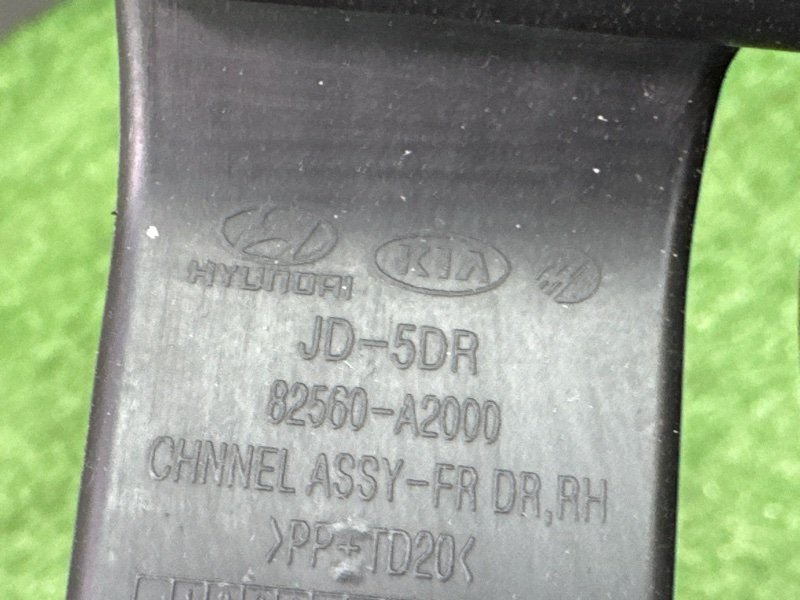 HYUNDAI KIA
JD-5DR
82560-A2000
CHNNEL ASSY-FR DR,RH
>PP+TD20<